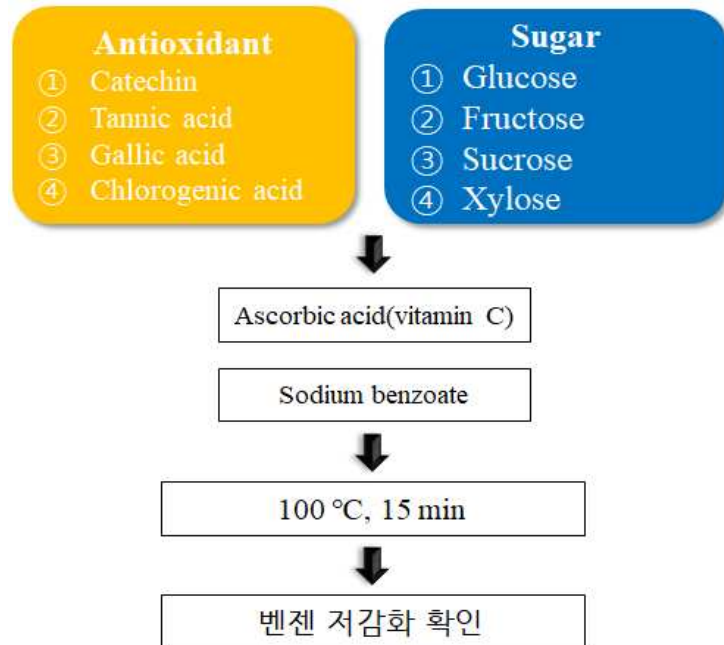 Antioxidant
① Catechin
② Tannic acid
③ Gallic acid
④ Chlorogenic acid
Sugar
① Glucose
② Fructose
③ Sucrose
④ Xylose
Ascorbic acid(vitamin C)
Sodium benzoate
100 ℃, 15 min
벤젠 저감화 확인